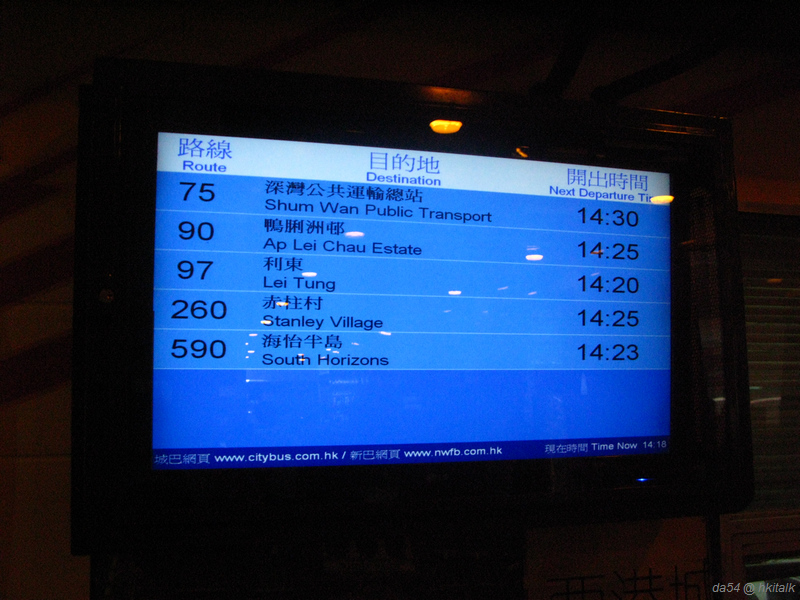 路線 目的地 開出時間
Route Destination Next Departure Time
75 深灣公共運輸總站 14:30
Shum Wan Public Transport
90 鴨脷洲邨 14:25
Ap Lei Chau Estate
97 利東 14:20
Lei Tung
260 赤柱村 14:25
Stanley Village
590 海怡半島 14:23
South Horizons
城巴網頁 www.citybus.com.hk / 新巴網頁 www.nwfb.com.hk 現在時間 Time Now 14:18
da54 @ hkitalk